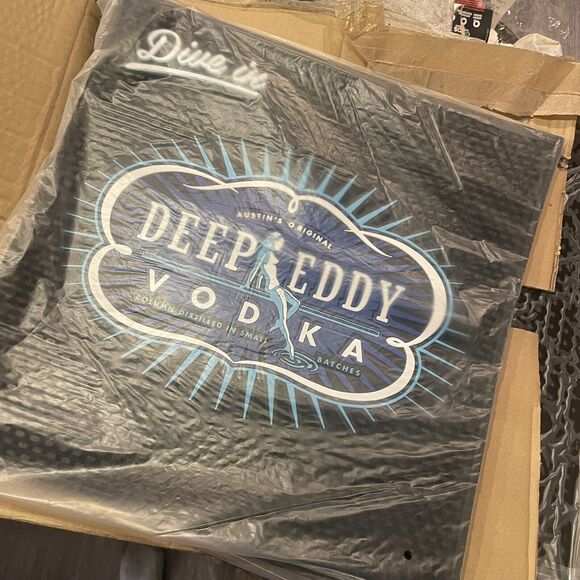 Dive in
AUSTIN'S ORIGINAL
DEEP EDDY
VODKA
COLUMN DISTILLED IN SMALL BATCHES